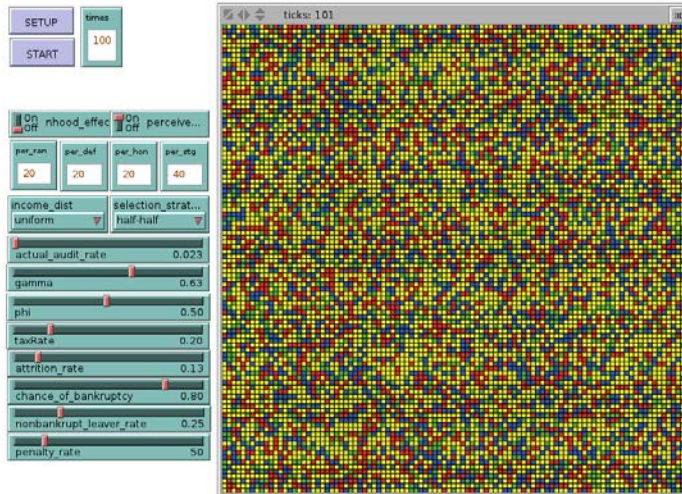 SETUP
times
100
START
ticks: 101
On
Off
nhood_effec
On
Off
perceive...
per_ran
20
per_def
20
per_hon
20
per_stg
40
income_dist
uniform
selection_strat...
half-half
actual_audit_rate 0.023
gamma 0.63
phi 0.50
taxRate 0.20
attrition_rate 0.13
chance_of_bankruptcy 0.80
nonbankrupt_leaver_rate 0.25
penalty_rate 50